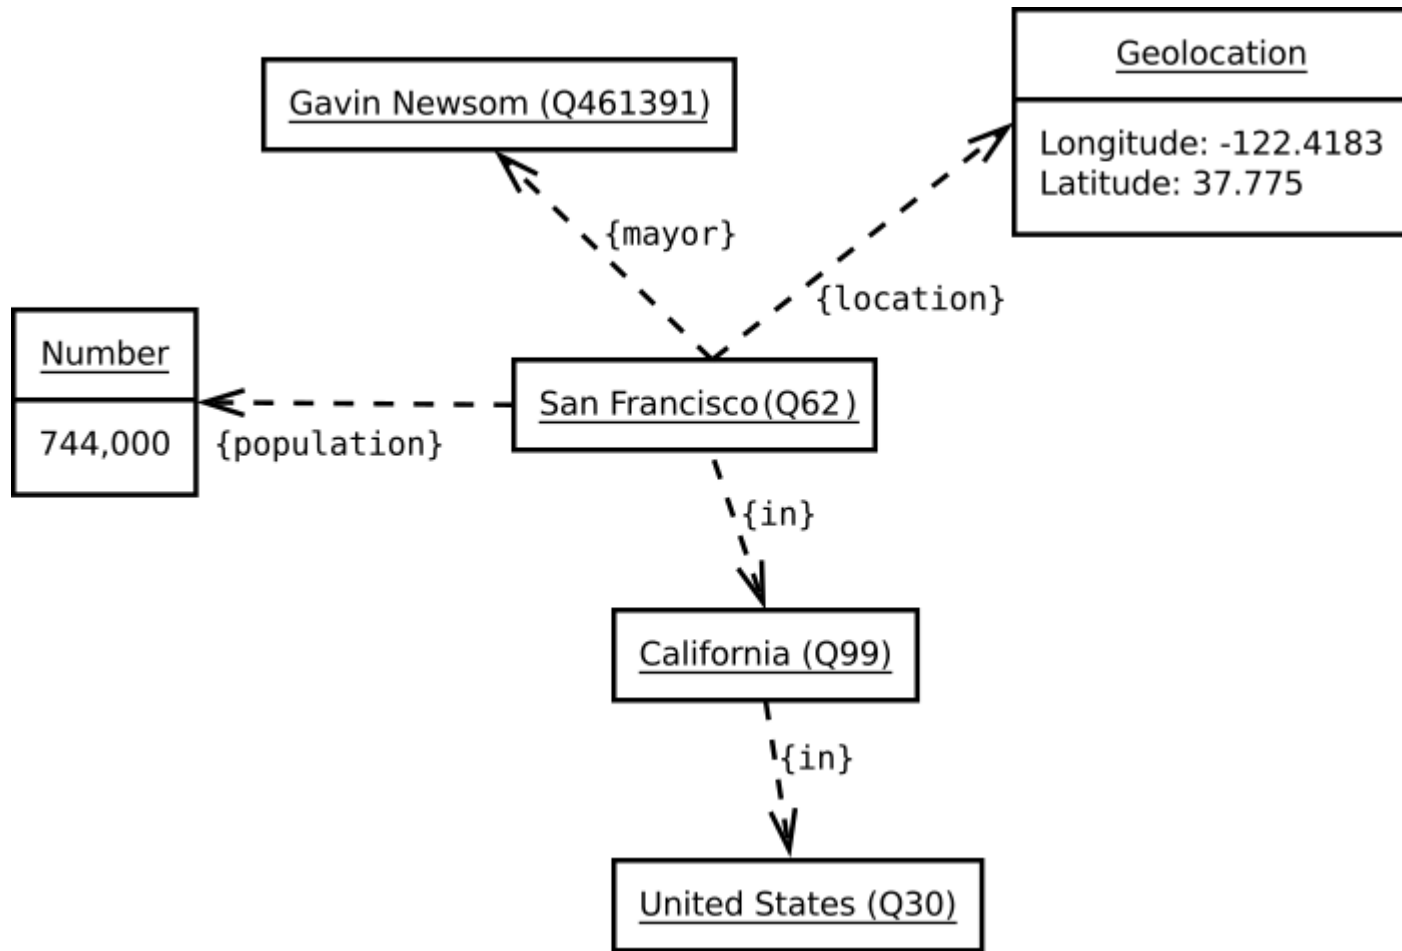 Geolocation
Gavin Newsom (Q461391)
Longitude: -122.4183
Latitude: 37.775
{mayor}
{location}
Number
San Francisco (Q62)
744,000
{population}
{in}
California (Q99)
{in}
United States (Q30)